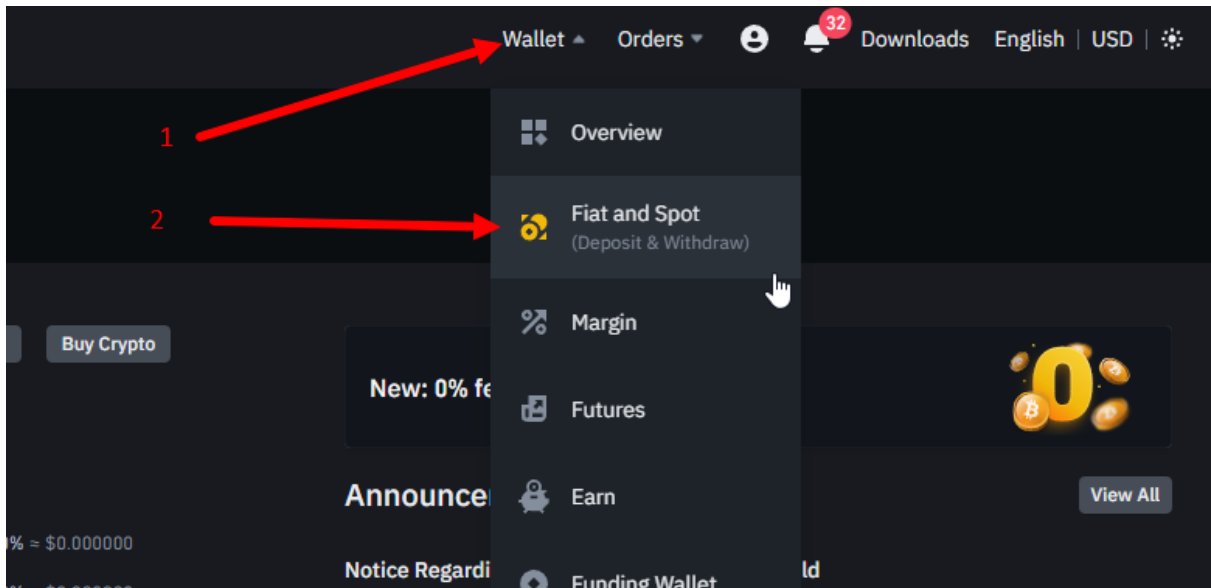 Wallet Orders 32 Downloads English | USD |
1
Overview
2
Fiat and Spot
(Deposit & Withdraw)
Margin
Buy Crypto
New: 0% fe
0
Futures
Announce
Earn
View All
% ≈ $0.000000
Notice Regardi
ld
Funding Wallet